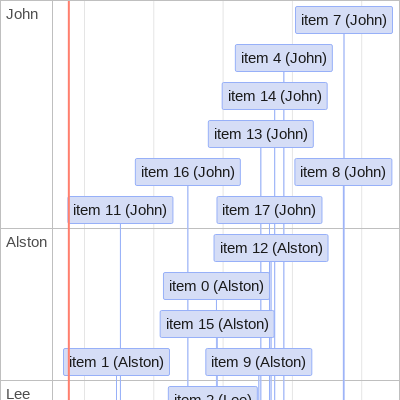 John
item 7 (John)
item 4 (John)
item 14 (John)
item 13 (John)
item 16 (John)
item 8 (John)
item 11 (John)
item 17 (John)
Alston
item 12 (Alston)
item 0 (Alston)
item 15 (Alston)
item 1 (Alston)
item 9 (Alston)
Lee
item 2 (Lee)